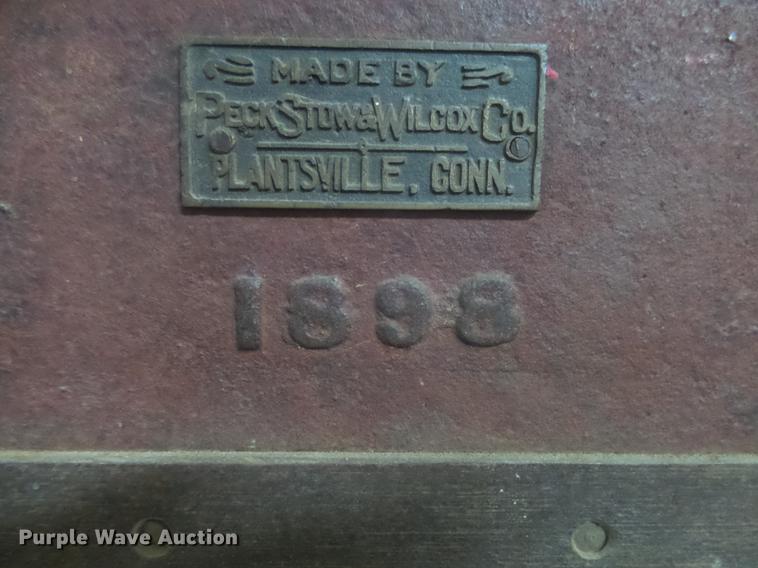 MADE BY
PECK STOW & WILCOX CO.
PLANTSVILLE, CONN.
1898
Purple Wave Auction